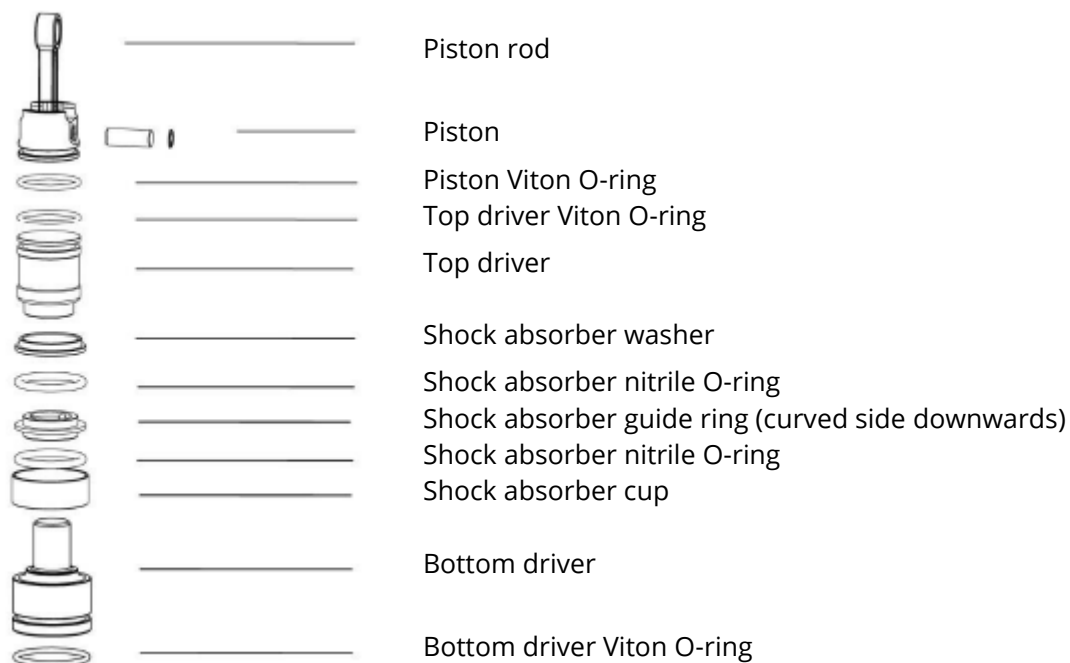 Piston rod
Piston
Piston Viton O-ring
Top driver Viton O-ring
Top driver
Shock absorber washer
Shock absorber nitrile O-ring
Shock absorber guide ring (curved side downwards)
Shock absorber nitrile O-ring
Shock absorber cup
Bottom driver
Bottom driver Viton O-ring